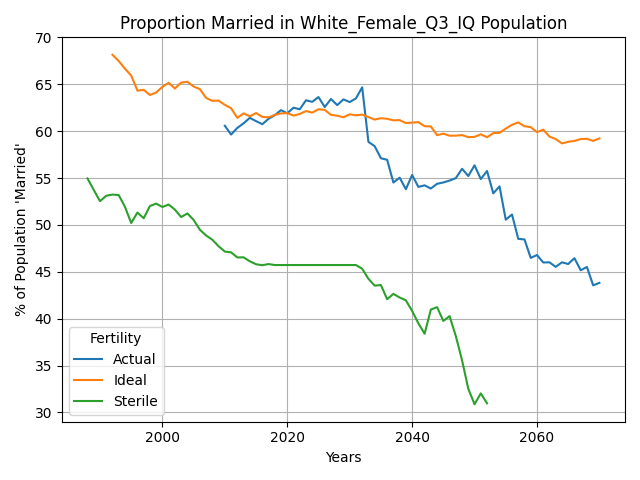 Proportion Married in White_Female_Q3_IQ Population
% of Population 'Married'
70
65
60
55
50
45
40
35
30
Fertility
Actual
Ideal
Sterile
2000 2020 2040 2060
Years